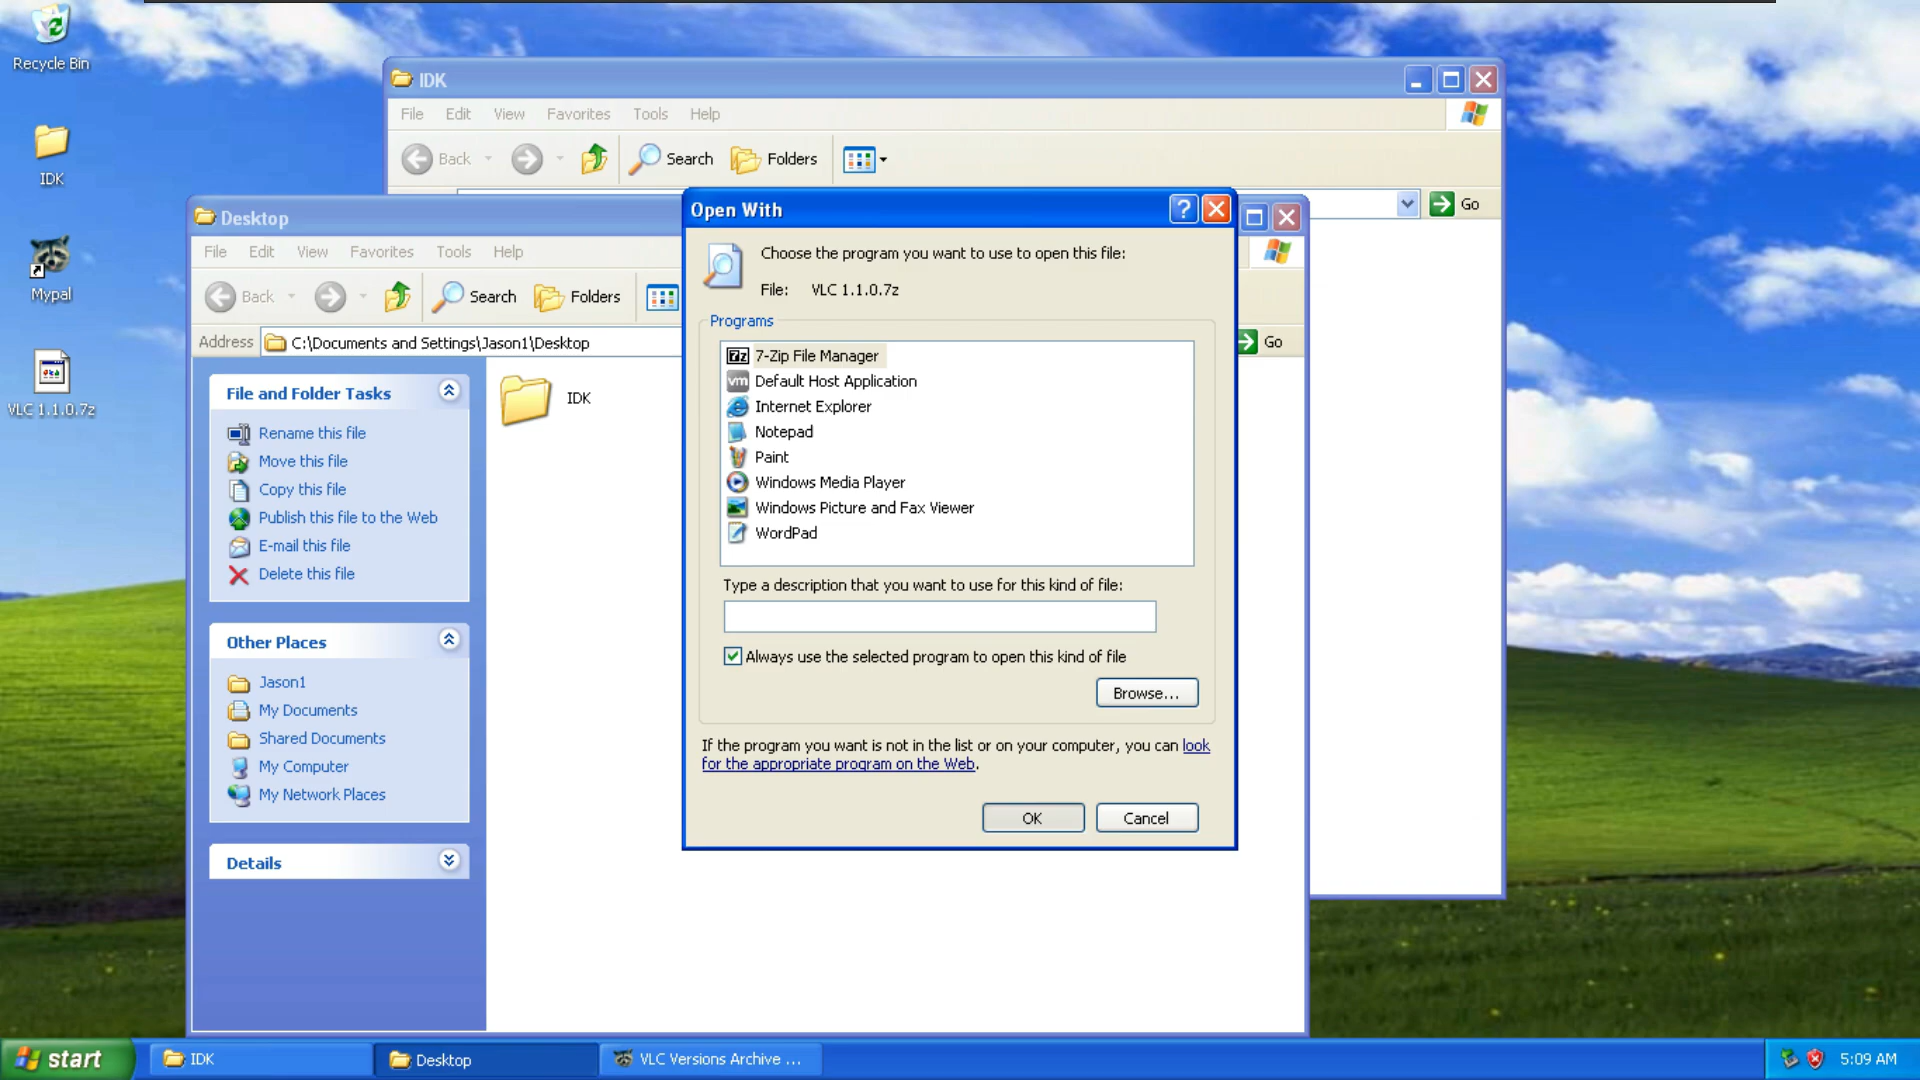 Recycle Bin
IDK
Mypal
VLC 1.1.0.7z
IDK
File Edit View Favorites Tools Help
Back Search Folders
Go
Desktop
File Edit View Favorites Tools Help
Back Search Folders
Address C:\Documents and Settings\Jason1\Desktop
Go
File and Folder Tasks
Rename this file
Move this file
Copy this file
Publish this file to the Web
E-mail this file
Delete this file
Other Places
Jason1
My Documents
Shared Documents
My Computer
My Network Places
Details
IDK
Open With
?
Choose the program you want to use to open this file:
File: VLC 1.1.0.7z
Programs
7z 7-Zip File Manager
vm Default Host Application
Internet Explorer
Notepad
Paint
Windows Media Player
Windows Picture and Fax Viewer
WordPad
Type a description that you want to use for this kind of file:
Always use the selected program to open this kind of file
Browse...
If the program you want is not in the list or on your computer, you can look
for the appropriate program on the Web.
OK Cancel
start IDK Desktop VLC Versions Archive ... 5:09 AM